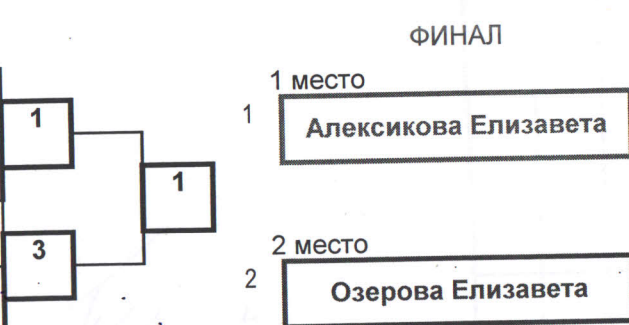 ФИНАЛ
1 место
1
1
Алексикова Елизавета
1
3
2 место
2
Озерова Елизавета